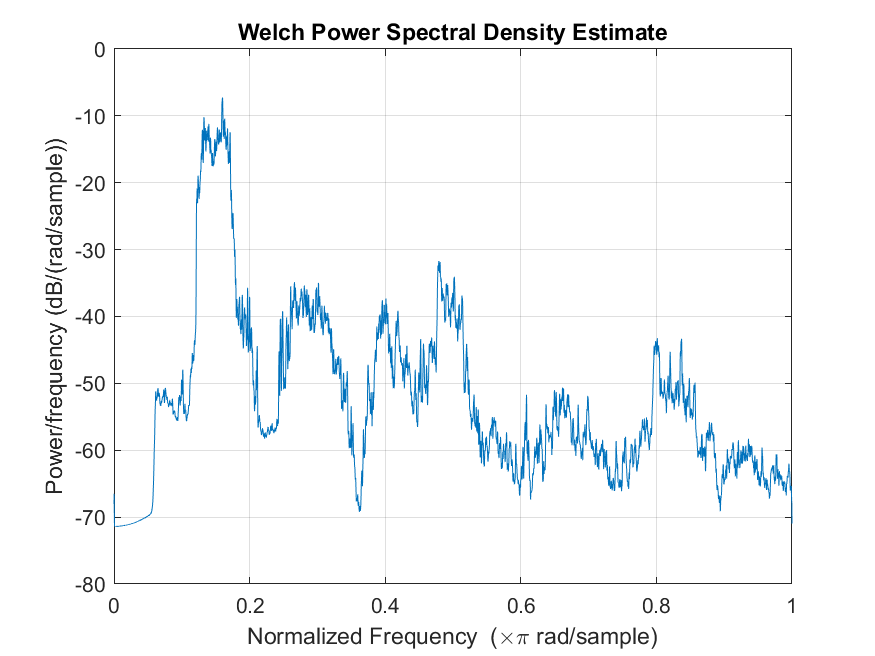 Welch Power Spectral Density Estimate
Power/frequency (dB/(rad/sample))
0
-10
-20
-30
-40
-50
-60
-70
-80
0 0.2 0.4 0.6 0.8 1
Normalized Frequency (×π rad/sample)